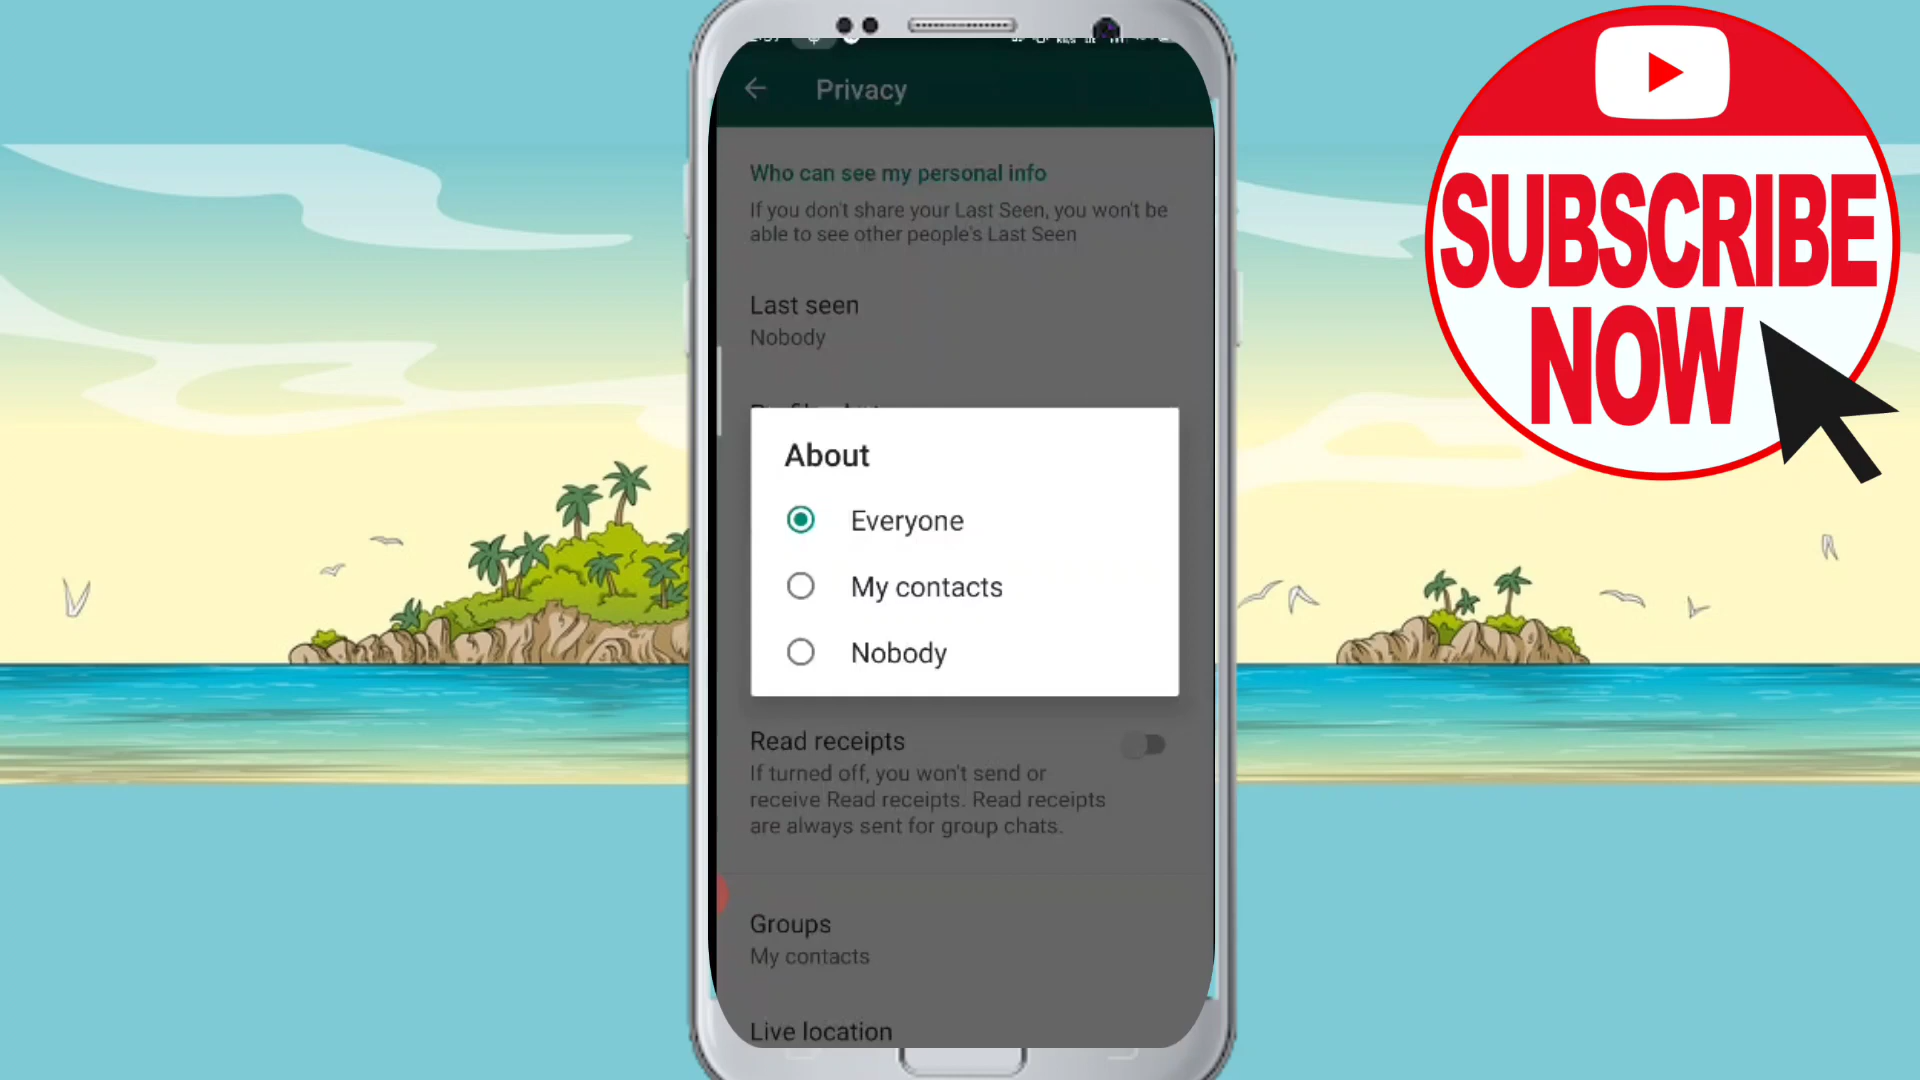 Privacy
Who can see my personal info
If you don't share your Last Seen, you won't be
able to see other people's Last Seen
Last seen
Nobody
About
Everyone
My contacts
Nobody
Read receipts
If turned off, you won't send or
receive Read receipts. Read receipts
are always sent for group chats.
Groups
My contacts
Live location
SUBSCRIBE
NOW